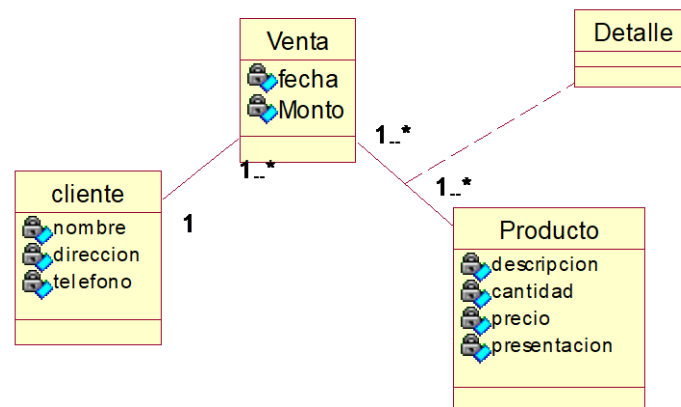 Venta
fecha
Monto
Detalle
1..*
1..*
1..*
1
cliente
nombre
direccion
telefono
Producto
descripcion
cantidad
precio
presentacion